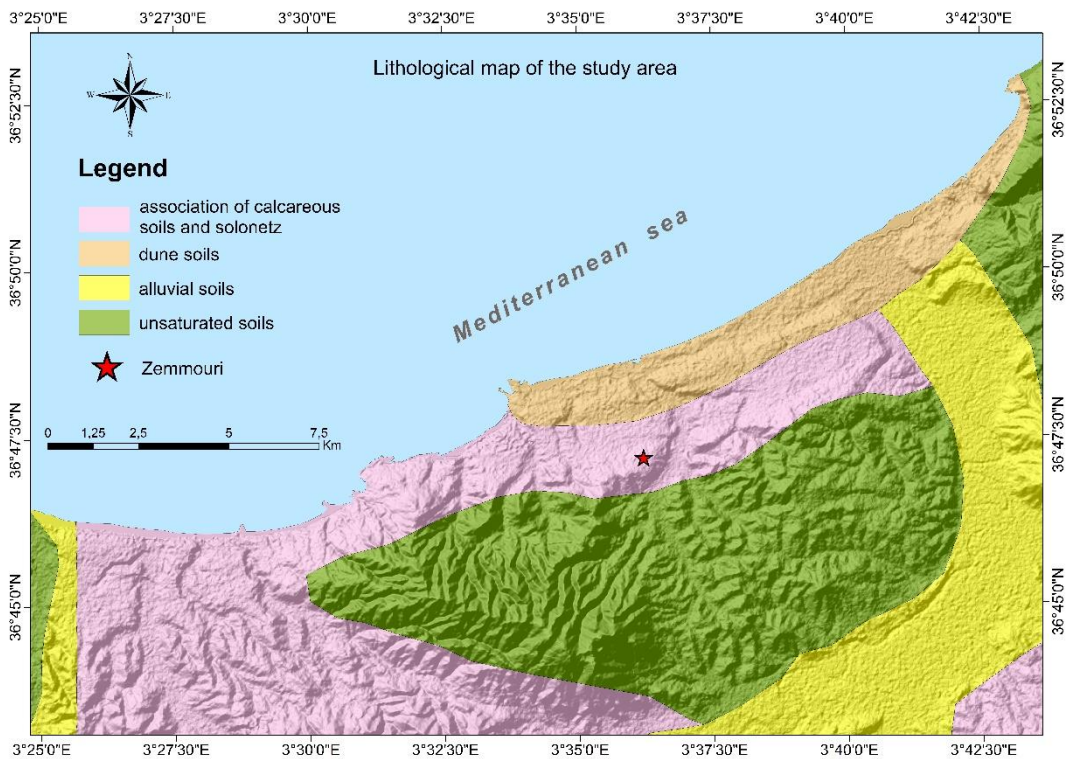 3°25'0"E 3°27'30"E 3°30'0"E 3°32'30"E 3°35'0"E 3°37'30"E 3°40'0"E 3°42'30"E
Lithological map of the study area
N
W E
S
36°52'30"N 36°52'30"N
Legend
association of calcareous
soils and solonetz
dune soils
alluvial soils
unsaturated soils
Zemmouri
Mediterranean sea
36°50'0"N 36°50'0"N
0 1,25 2,5 5 7,5
Km
36°47'30"N 36°47'30"N
36°45'0"N 36°45'0"N
3°25'0"E 3°27'30"E 3°30'0"E 3°32'30"E 3°35'0"E 3°37'30"E 3°40'0"E 3°42'30"E